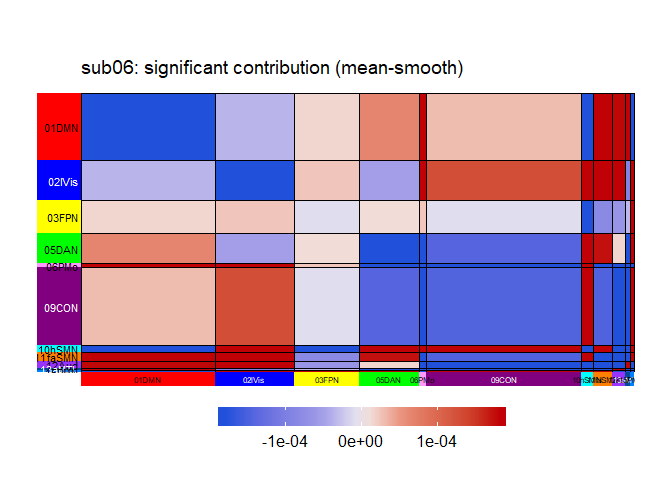 sub06: significant contribution (mean-smooth)
01DMN
02lVis
03FPN
05DAN
06PMo
09CON
10hSMN
11faSMN
01DMN
02lVis
03FPN
05DAN
06PMo
09CON
-1e-04 0e+00 1e-04